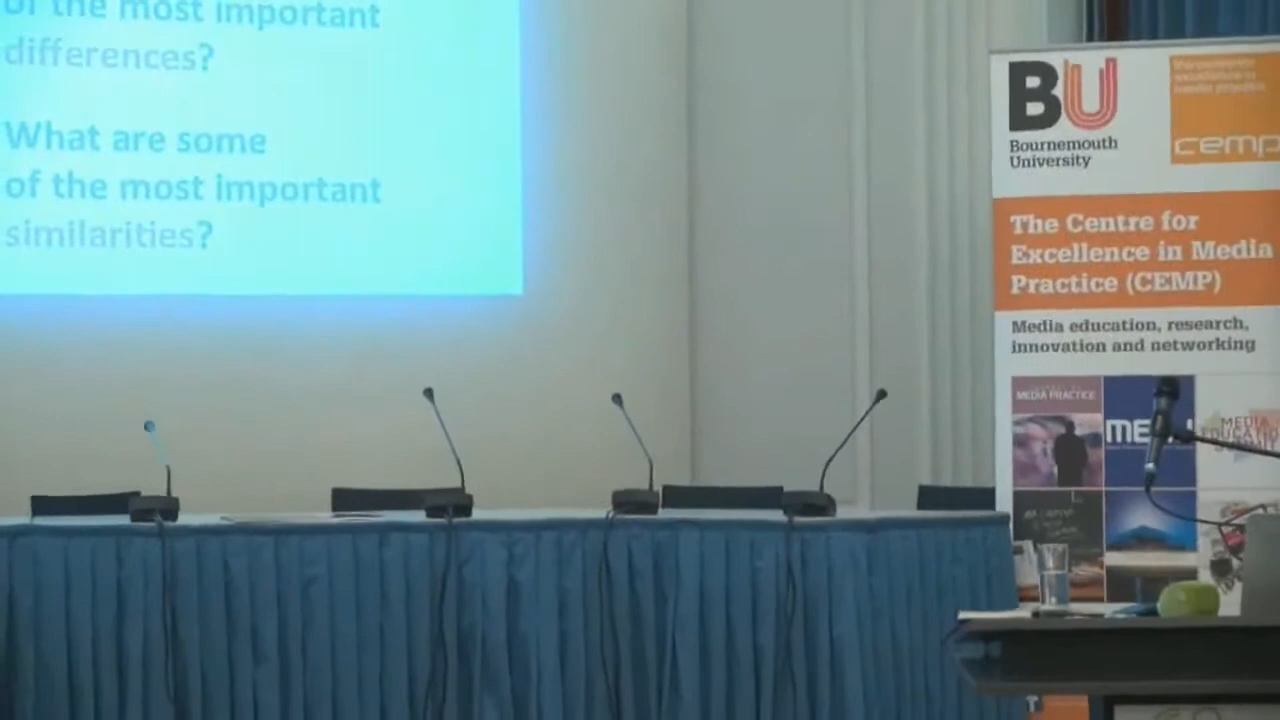 of the most important
differences?
What are some
of the most important
similarities?
BU
Bournemouth
University
cemp
The Centre for
Excellence in Media
Practice (CEMP)
Media education, research,
innovation and networking
MEDIA PRACTICE